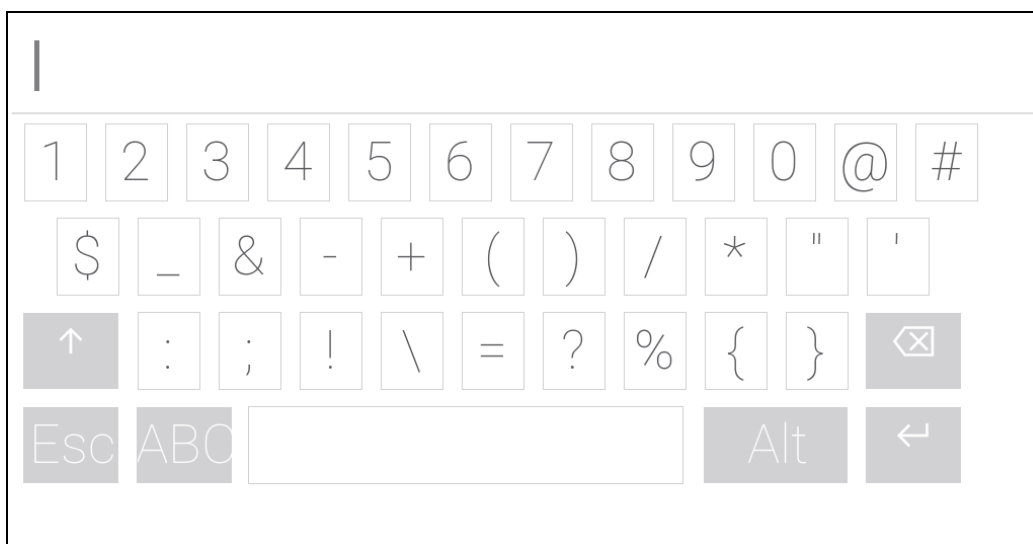 1 2 3 4 5 6 7 8 9 0 @ #
$ _ & - + ( ) / * " '
↑ : ; ! \ = ? % { } ⌫
Esc ABC Alt ↵